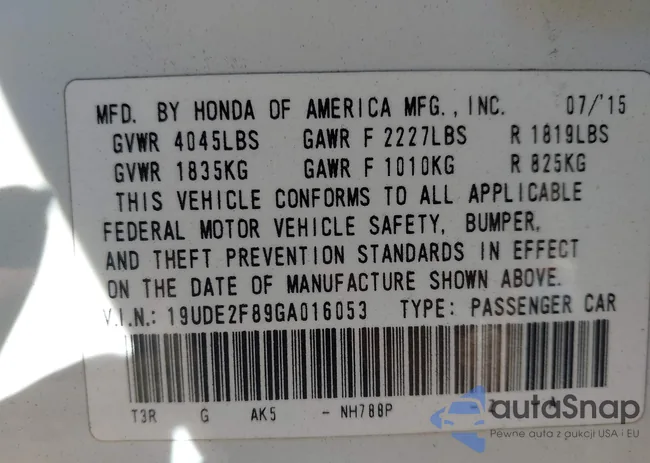 MFD. BY HONDA OF AMERICA MFG., INC. 07/'15
GVWR 4045LBS GAWR F 2227LBS R 1819LBS
GVWR 1835KG GAWR F 1010KG R 825KG
THIS VEHICLE CONFORMS TO ALL APPLICABLE
FEDERAL MOTOR VEHICLE SAFETY, BUMPER,
AND THEFT PREVENTION STANDARDS IN EFFECT
ON THE DATE OF MANUFACTURE SHOWN ABOVE.
V.I.N.: 19UDE2F89GA016053 TYPE: PASSENGER CAR
T3R G AK5 - NH788P -
autaSnap
Pewne auta z aukcji USA i EU